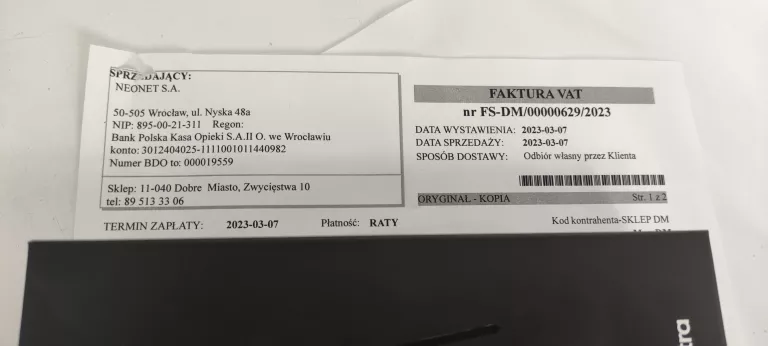 SPRZEDAJĄCY:
NEONET S.A.
50-505 Wrocław, ul. Nyska 48a
NIP: 895-00-21-311 Regon:
Bank Polska Kasa Opieki S.A.II O. we Wrocławiu
konto: 3012404025-1111001011440982
Numer BDO to: 000019559
Sklep: 11-040 Dobre Miasto, Zwycięstwa 10
tel: 89 513 33 06
FAKTURA VAT
nr FS-DM/00000629/2023
DATA WYSTAWIENIA: 2023-03-07
DATA SPRZEDAŻY: 2023-03-07
SPOSÓB DOSTAWY: Odbiór własny przez Klienta
ORYGINAŁ - KOPIA Str. 1 z 2
TERMIN ZAPŁATY: 2023-03-07 Płatność: RATY
Kod kontrahenta-SKLEP DM